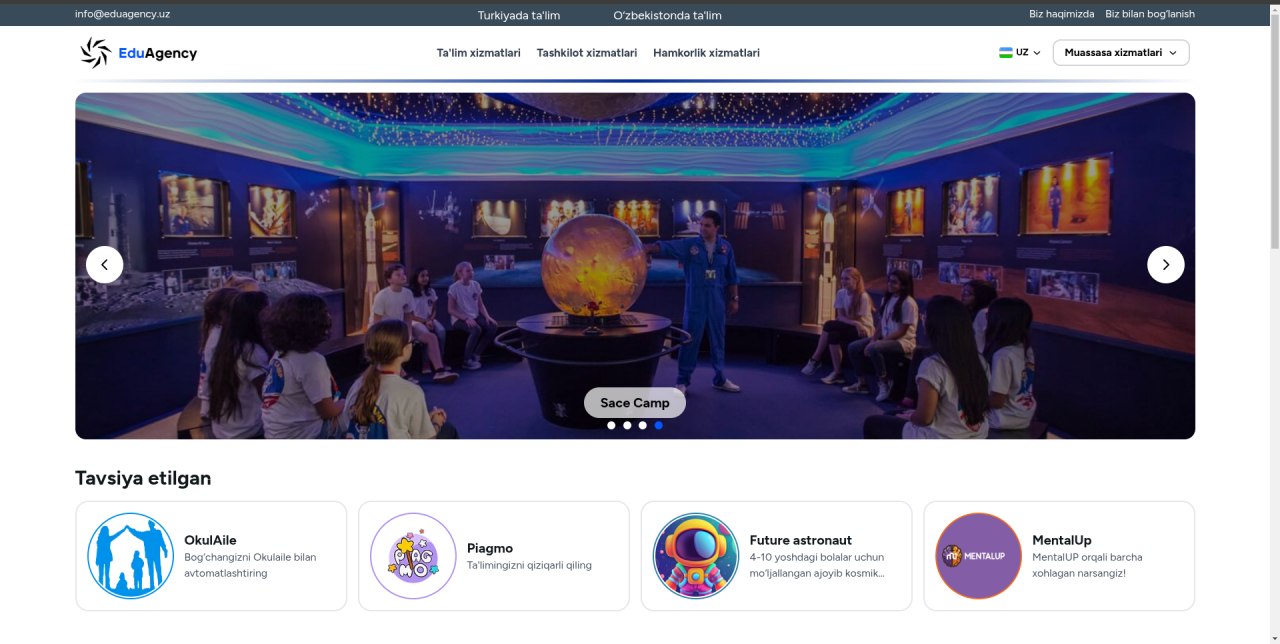 info@eduagency.uz
Turkiyada ta'lim
O'zbekistonda ta'lim
Biz haqimizda
Biz bilan bog'lanish
EduAgency
Ta'lim xizmatlari
Tashkilot xizmatlari
Hamkorlik xizmatlari
UZ
Muassasa xizmatlari
Sace Camp
Tavsiya etilgan
OkulAile
Bog'changizni Okulaile bilan
avtomatlashtiring
PIAG
MO
Piagmo
Ta'limingizni qiziqarli qiling
Future astronaut
4-10 yoshdagi bolalar uchun
mo'ljallangan ajoyib kosmik...
MENTALUP
MentalUp
MentalUP orqali barcha
xohlagan narsangiz!